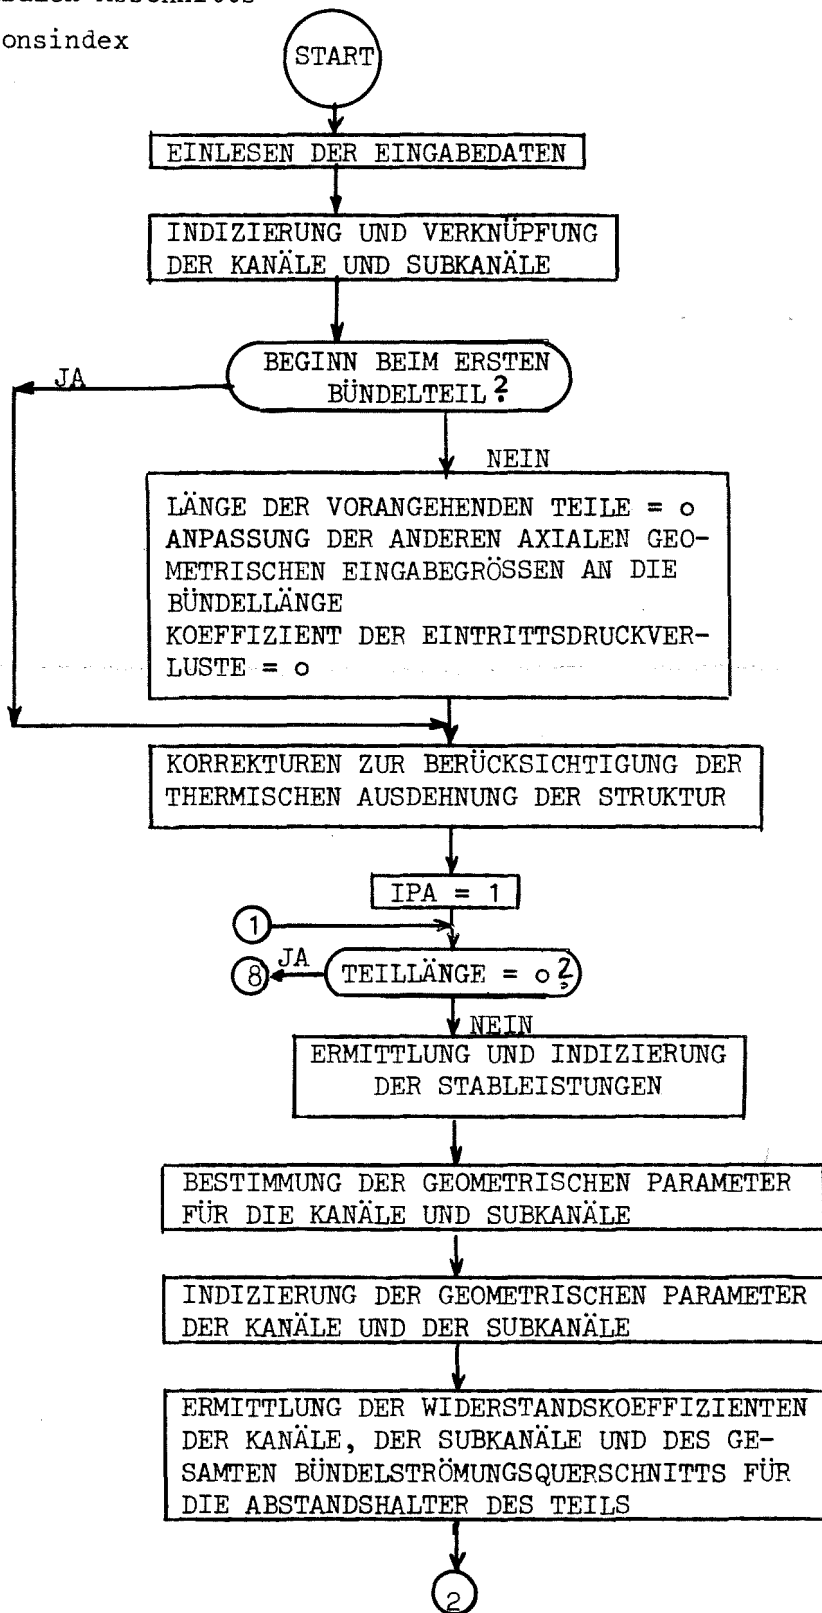 onsindex
START
EINLESEN DER EINGABEDATEN
INDIZIERUNG UND VERKNÜPFUNG
DER KANÄLE UND SUBKANÄLE
BEGINN BEIM ERSTEN
BÜNDELTEIL?
JA
NEIN
LÄNGE DER VORANGEHENDEN TEILE = o
ANPASSUNG DER ANDEREN AXIALEN GEO-
METRISCHEN EINGABEGRÖSSEN AN DIE
BÜNDELLÄNGE
KOEFFIZIENT DER EINTRITTSDRUCKVER-
LUSTE = o
KORREKTUREN ZUR BERÜCKSICHTIGUNG DER
THERMISCHEN AUSDEHNUNG DER STRUKTUR
IPA = 1
1
JA
8
TEILLÄNGE = o?
NEIN
ERMITTLUNG UND INDIZIERUNG
DER STABLEISTUNGEN
BESTIMMUNG DER GEOMETRISCHEN PARAMETER
FÜR DIE KANÄLE UND SUBKANÄLE
INDIZIERUNG DER GEOMETRISCHEN PARAMETER
DER KANÄLE UND DER SUBKANÄLE
ERMITTLUNG DER WIDERSTANDSKOEFFIZIENTEN
DER KANÄLE, DER SUBKANÄLE UND DES GE-
SAMTEN BÜNDELSTRÖMUNGSQUERSCHNITTS FÜR
DIE ABSTANDSHALTER DES TEILS
2